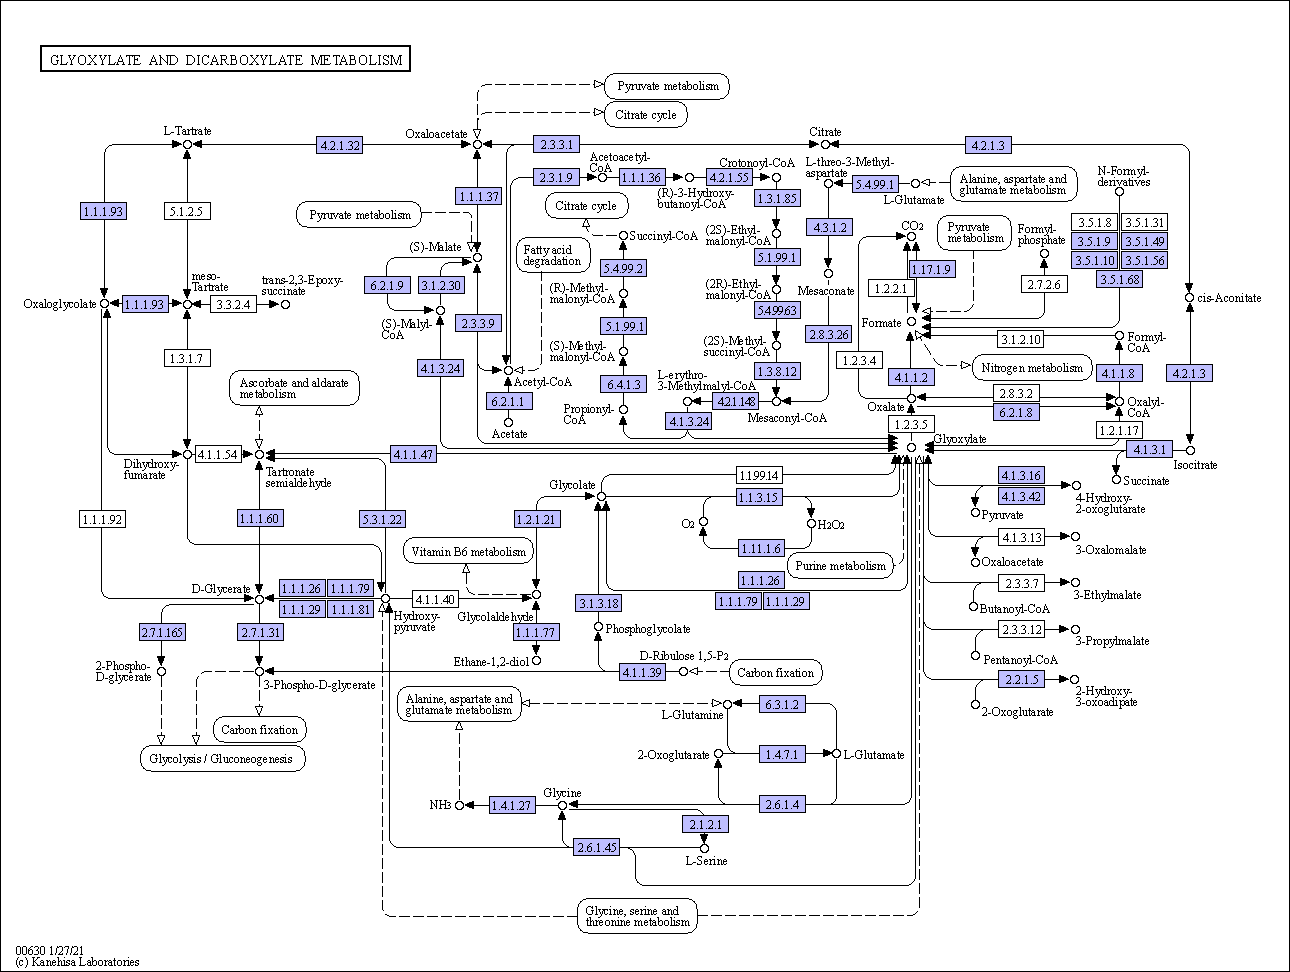 GLYOXYLATE AND DICARBOXYLATE METABOLISM
Pyruvate metabolism
Citrate cycle
L-Tartrate
Oxaloacetate
Citrate
4.2.1.32
2.3.3.1
4.2.1.3
Acetoacetyl-
CoA
Crotonoyl-CoA
L-threo-3-Methyl-
aspartate
2.3.1.9
1.1.1.36
4.2.1.55
5.4.99.1
L-Glutamate
Alanine, aspartate and
glutamate metabolism
N-Formyl-
derivatives
1.1.1.37
(R)-3-Hydroxy-
butanoyl-CoA
1.3.1.85
1.1.1.93
5.1.2.5
Pyruvate metabolism
Citrate cycle
4.3.1.2
CO2
Pyruvate
metabolism
Formyl-
phosphate
3.5.1.8
3.5.1.31
3.5.1.9
3.5.1.49
3.5.1.10
3.5.1.56
3.5.1.68
(S)-Malate
Fatty acid
degradation
Succinyl-CoA
(2S)-Ethyl-
malonyl-CoA
5.4.99.2
5.1.99.1
1.17.1.9
6.2.1.9
3.1.2.30
Mesaconate
1.2.2.1
2.7.2.6
meso-
Tartrate
trans-2,3-Epoxy-
succinate
(R)-Methyl-
malonyl-CoA
(2R)-Ethyl-
malonyl-CoA
cis-Aconitate
Oxaloglycolate
1.1.1.93
3.3.2.4
5.4.99.63
(S)-Malyl-
CoA
2.3.3.9
5.1.99.1
2.8.3.26
Formate
3.1.2.10
Formyl-
CoA
(S)-Methyl-
malonyl-CoA
(2S)-Methyl-
succinyl-CoA
1.3.1.7
4.1.3.24
1.2.3.4
Nitrogen metabolism
Acetyl-CoA
6.4.1.3
L-erythro-
3-Methylmalyl-CoA
1.3.8.12
4.1.1.2
4.1.1.8
4.2.1.3
Ascorbate and aldarate
metabolism
6.2.1.1
4.2.1.148
2.8.3.2
Propionyl-
CoA
4.1.3.24
Mesaconyl-CoA
Oxalate
6.2.1.8
Oxalyl-
CoA
Acetate
1.2.3.5
1.2.1.17
Glyoxylate
4.1.1.54
4.1.1.47
4.1.3.1
Dihydroxy-
fumarate
Tartronate
semialdehyde
Isocitrate
Glycolate
1.1.99.14
4.1.3.16
Succinate
1.1.3.15
4.1.3.42
4-Hydroxy-
2-oxoglutarate
1.1.1.92
1.1.1.60
5.3.1.22
1.2.1.21
O2
H2O2
Pyruvate
4.1.3.13
3-Oxalomalate
Vitamin B6 metabolism
1.11.1.6
Purine metabolism
Oxaloacetate
D-Glycerate
1.1.1.26
1.1.1.79
1.1.1.29
1.1.1.81
4.1.1.40
1.1.1.26
1.1.1.79
1.1.1.29
2.3.3.7
3-Ethylmalate
Hydroxy-
pyruvate
Glycolaldehyde
3.1.3.18
Butanoyl-CoA
2.7.1.165
2.7.1.31
1.1.1.77
Phosphoglycolate
2.3.3.12
3-Propylmalate
2-Phospho-
D-glycerate
Ethane-1,2-diol
D-Ribulose 1,5-P2
Pentanoyl-CoA
4.1.1.39
Carbon fixation
3-Phospho-D-glycerate
2.2.1.5
2-Hydroxy-
3-oxoadipate
Alanine, aspartate and
glutamate metabolism
L-Glutamine
6.3.1.2
2-Oxoglutarate
Carbon fixation
Glycolysis / Gluconeogenesis
2-Oxoglutarate
1.4.7.1
L-Glutamate
Glycine
NH3
1.4.1.27
2.6.1.4
2.1.2.1
2.6.1.45
L-Serine
Glycine, serine and
threonine metabolism
00630 1/27/21
(c) Kanehisa Laboratories